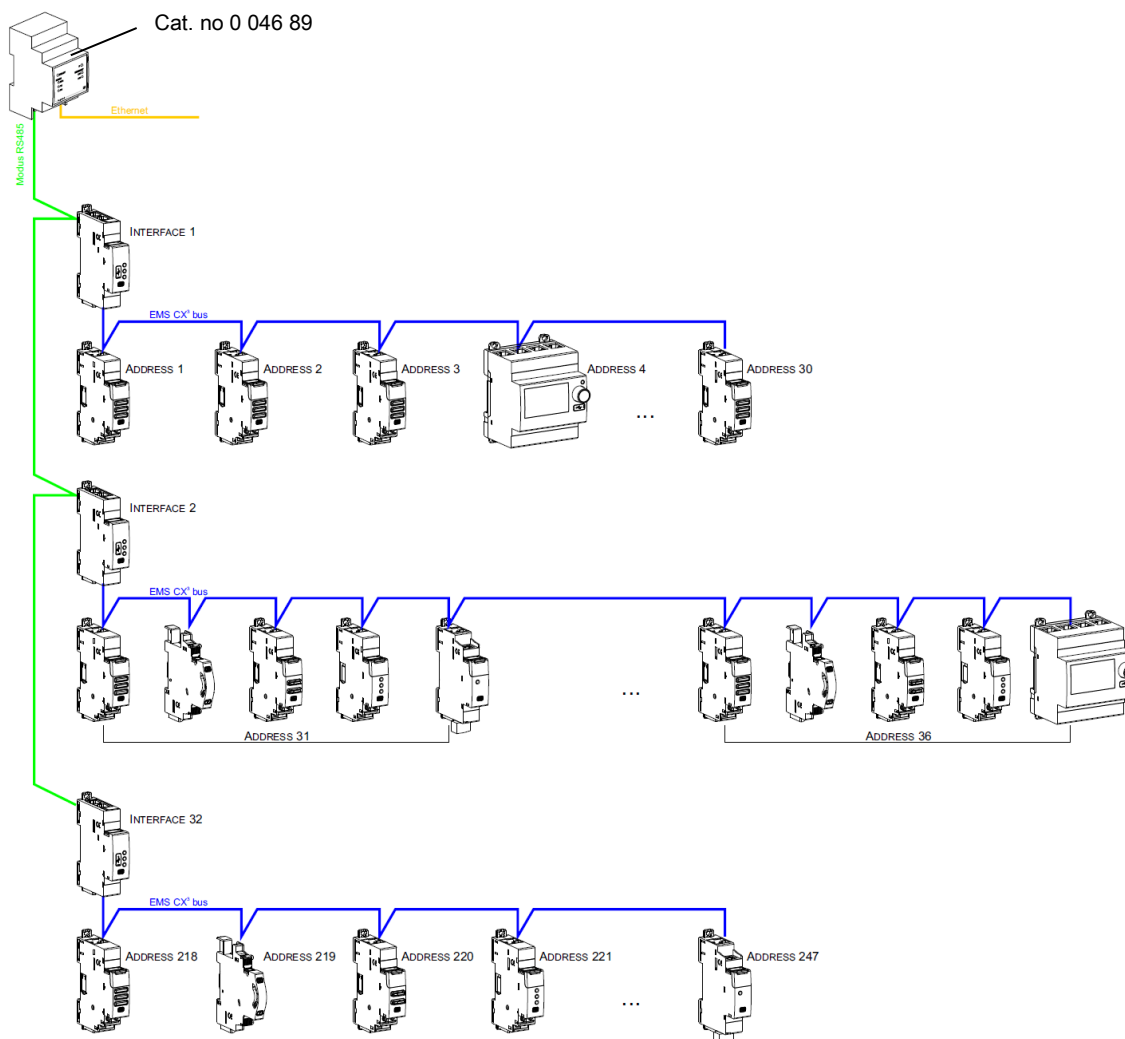 Cat. no 0 046 89
Ethernet
Modus RS485
INTERFACE 1
EMS CX³ bus
ADDRESS 1
ADDRESS 2
ADDRESS 3
ADDRESS 4
ADDRESS 30
...
INTERFACE 2
EMS CX³ bus
...
ADDRESS 31
ADDRESS 36
INTERFACE 32
EMS CX³ bus
ADDRESS 218
ADDRESS 219
ADDRESS 220
ADDRESS 221
ADDRESS 247
...